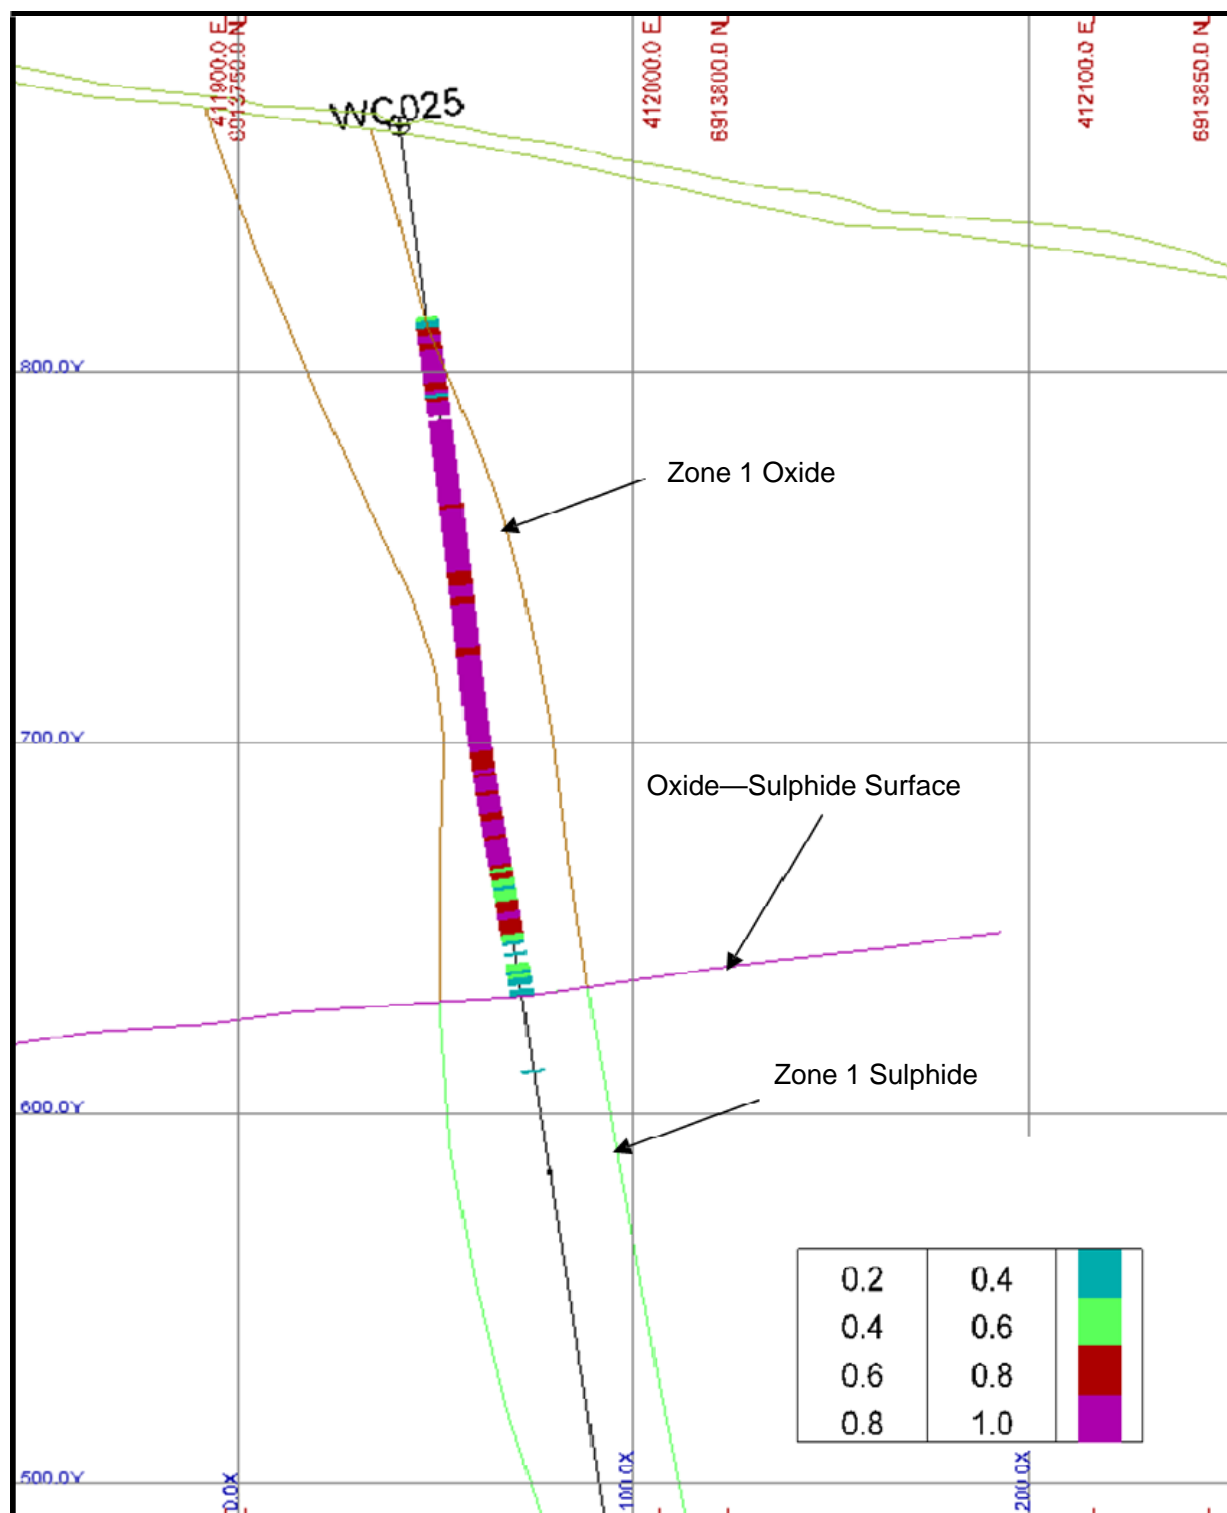 411900.0 E
6913750.0 N
412000.0 E
6913800.0 N
412100.0 E
6913850.0 N
WC025
800.0Y
Zone 1 Oxide
700.0Y
Oxide—Sulphide Surface
Zone 1 Sulphide
600.0Y
0.2 0.4
0.4 0.6
0.6 0.8
0.8 1.0
500.0Y
0.0X
100.0X
200.0X